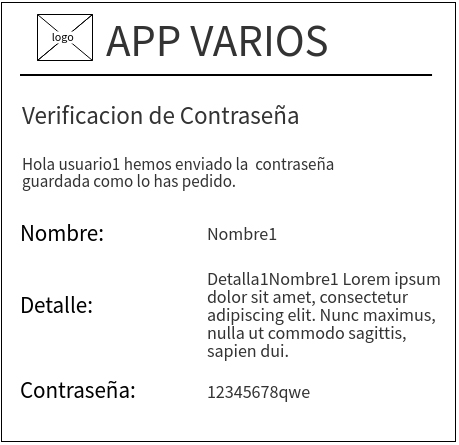 logo
APP VARIOS
Verificacion de Contraseña
Hola usuario1 hemos enviado la  contraseña
guardada como lo has pedido.
Nombre:
Nombre1
Detalle:
Detalla1Nombre1 Lorem ipsum
dolor sit amet, consectetur
adipiscing elit. Nunc maximus,
nulla ut commodo sagittis,
sapien dui.
Contraseña:
12345678qwe